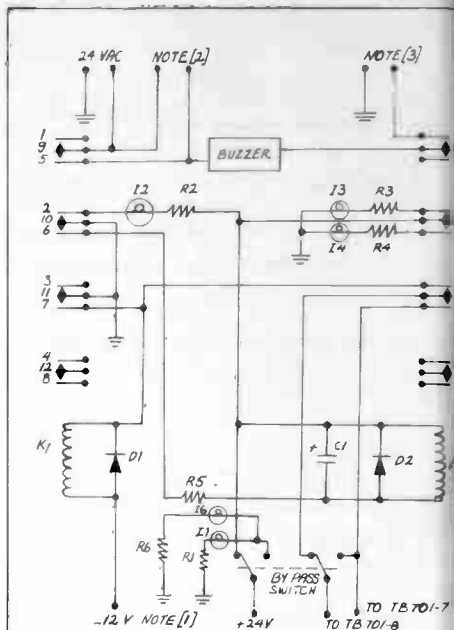 24 VAC NOTE[2] NOTE[3]
1
9
5
BUZZER
I2 R2 I3 R3
2
10
6
I4 R4
3
11
7
4
12
8
K1 D1 + C1 D2
R5
I6
R6 I1
R1
BY PASS
SWITCH
-12 V NOTE[1] +24V TO TB 701-8 TO TB 701-7